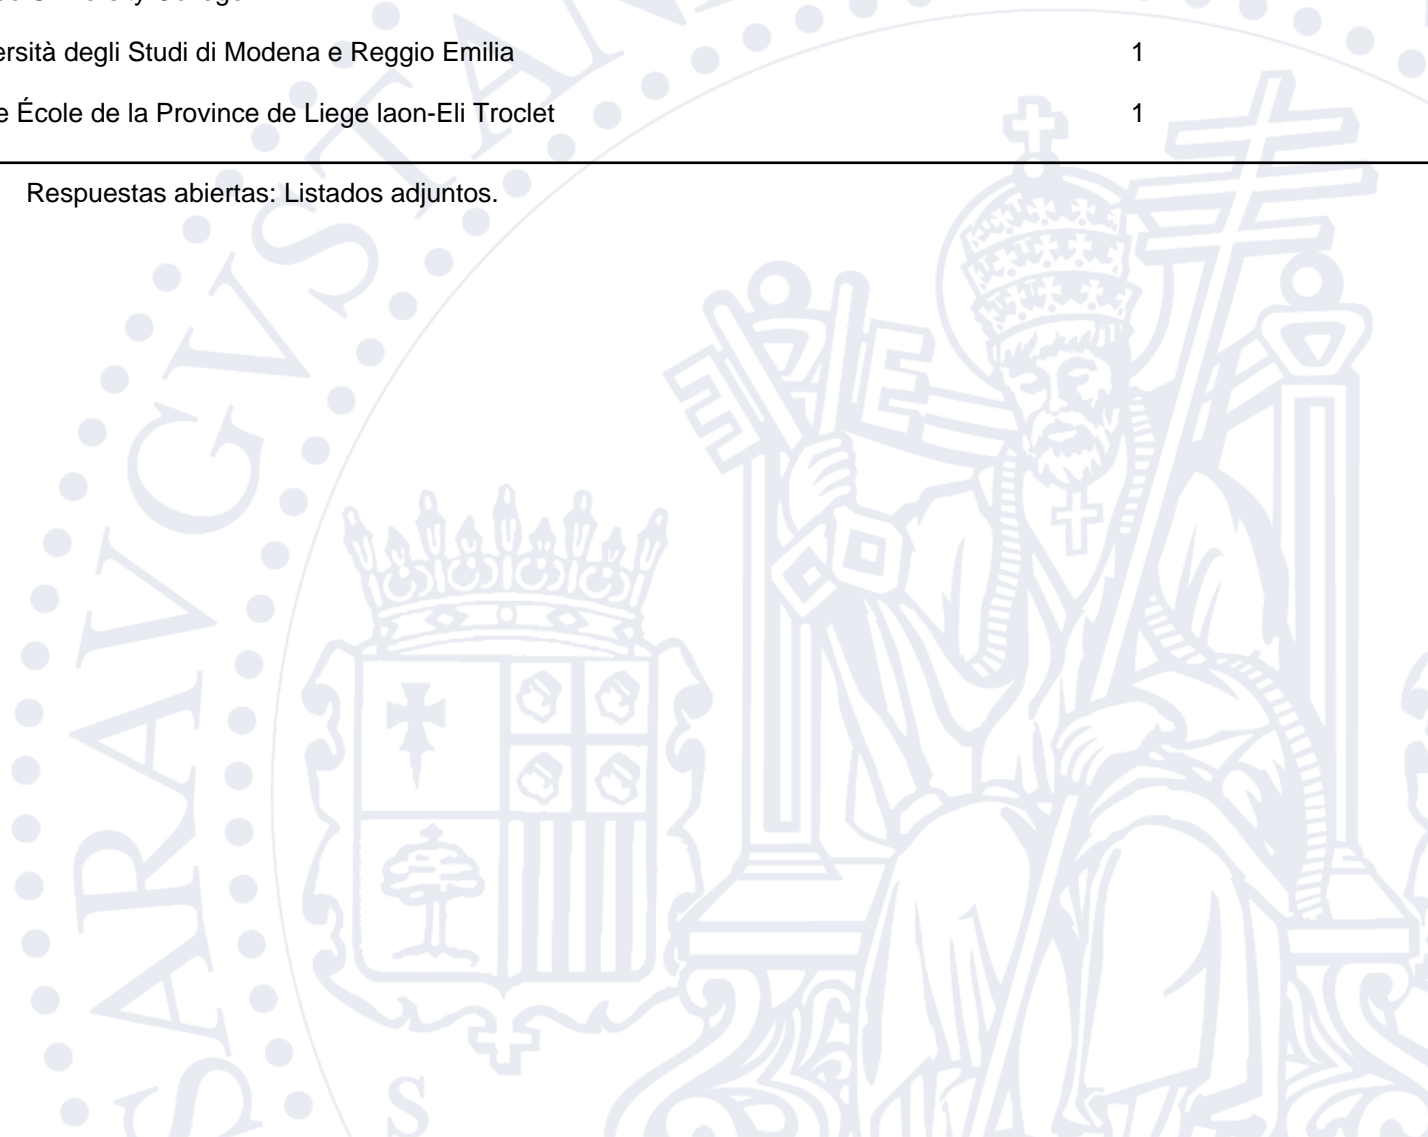 ersità degli Studi di Modena e Reggio Emilia 1
e École de la Province de Liege laon-Eli Troclet 1
Respuestas abiertas: Listados adjuntos.
SARAVGVSTAN
S